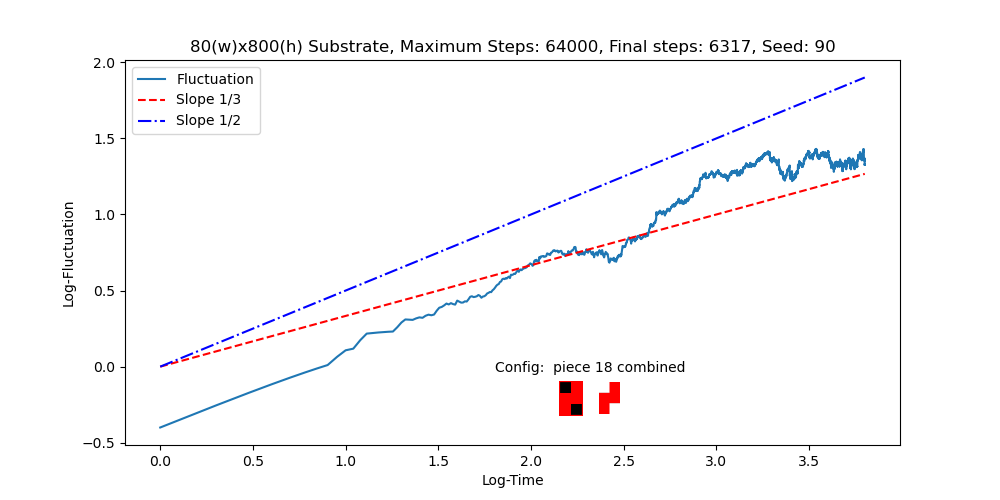 80(w)x800(h) Substrate, Maximum Steps: 64000, Final steps: 6317, Seed: 90
2.0
1.5
1.0
0.5
0.0
−0.5
Log-Fluctuation
Fluctuation
Slope 1/3
Slope 1/2
Config:  piece 18 combined
0.0 0.5 1.0 1.5 2.0 2.5 3.0 3.5
Log-Time